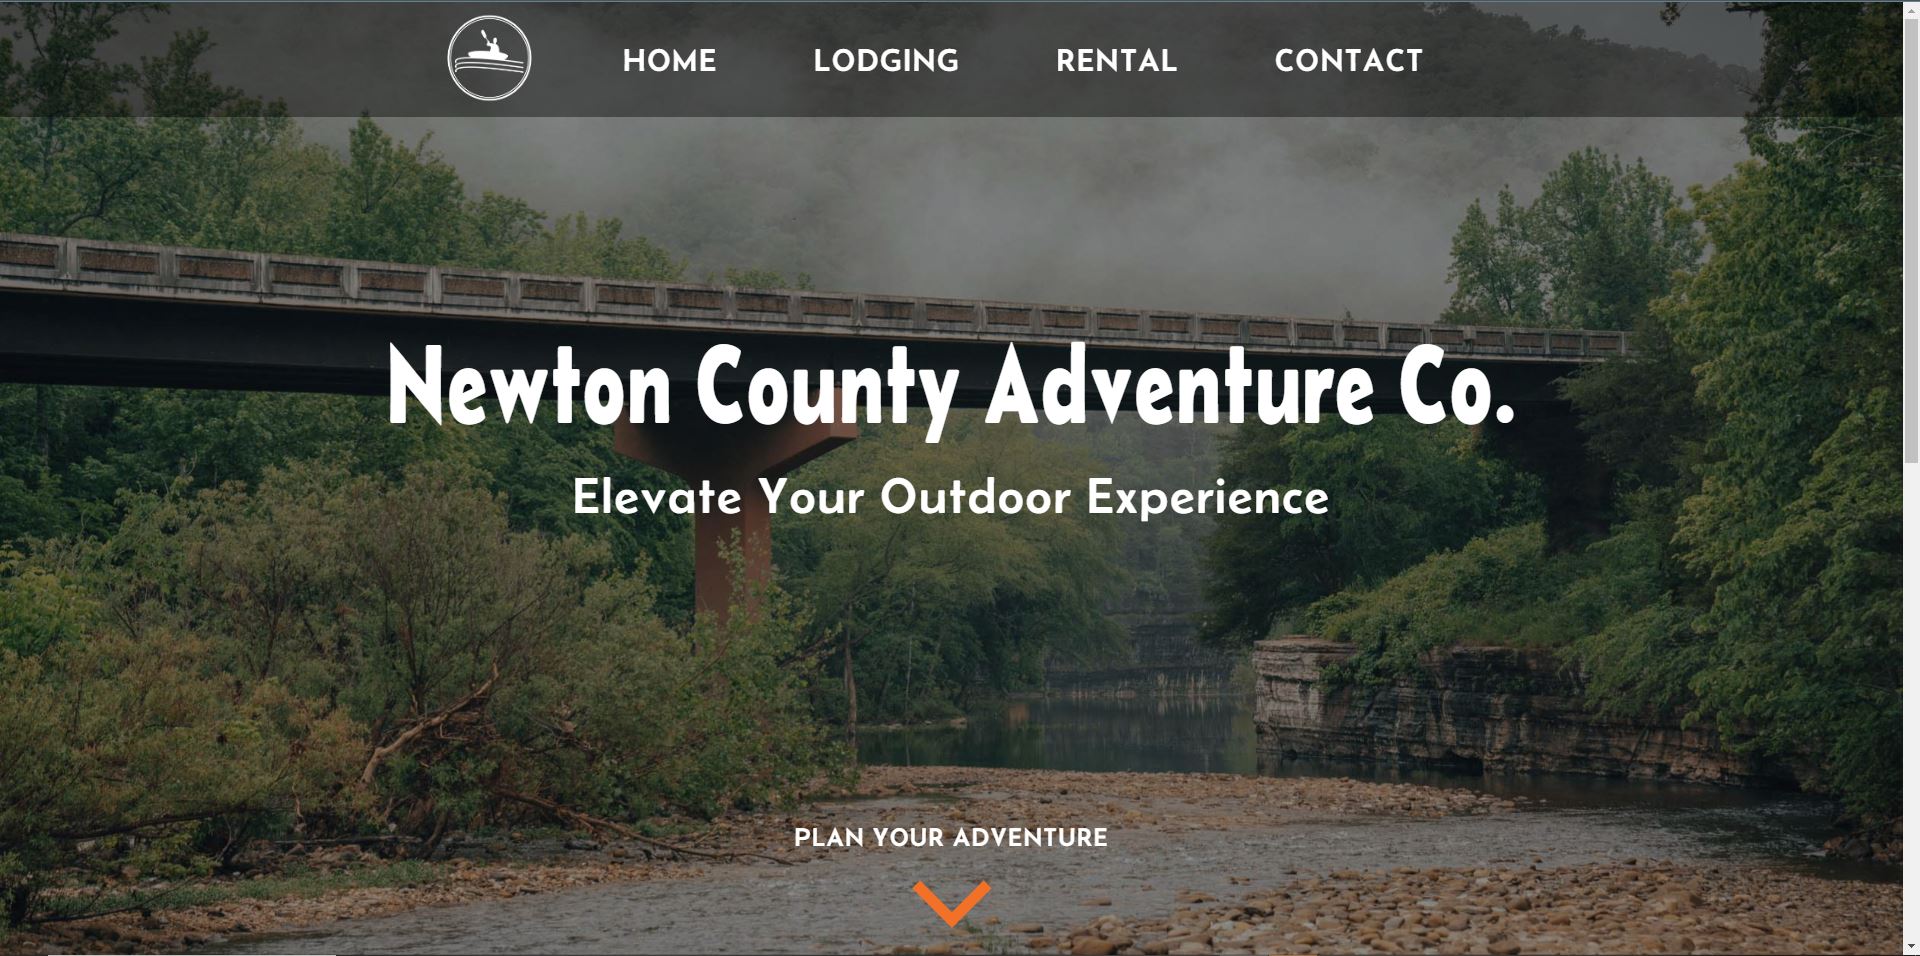 HOME
LODGING
RENTAL
CONTACT
Newton County Adventure Co.
Elevate Your Outdoor Experience
PLAN YOUR ADVENTURE